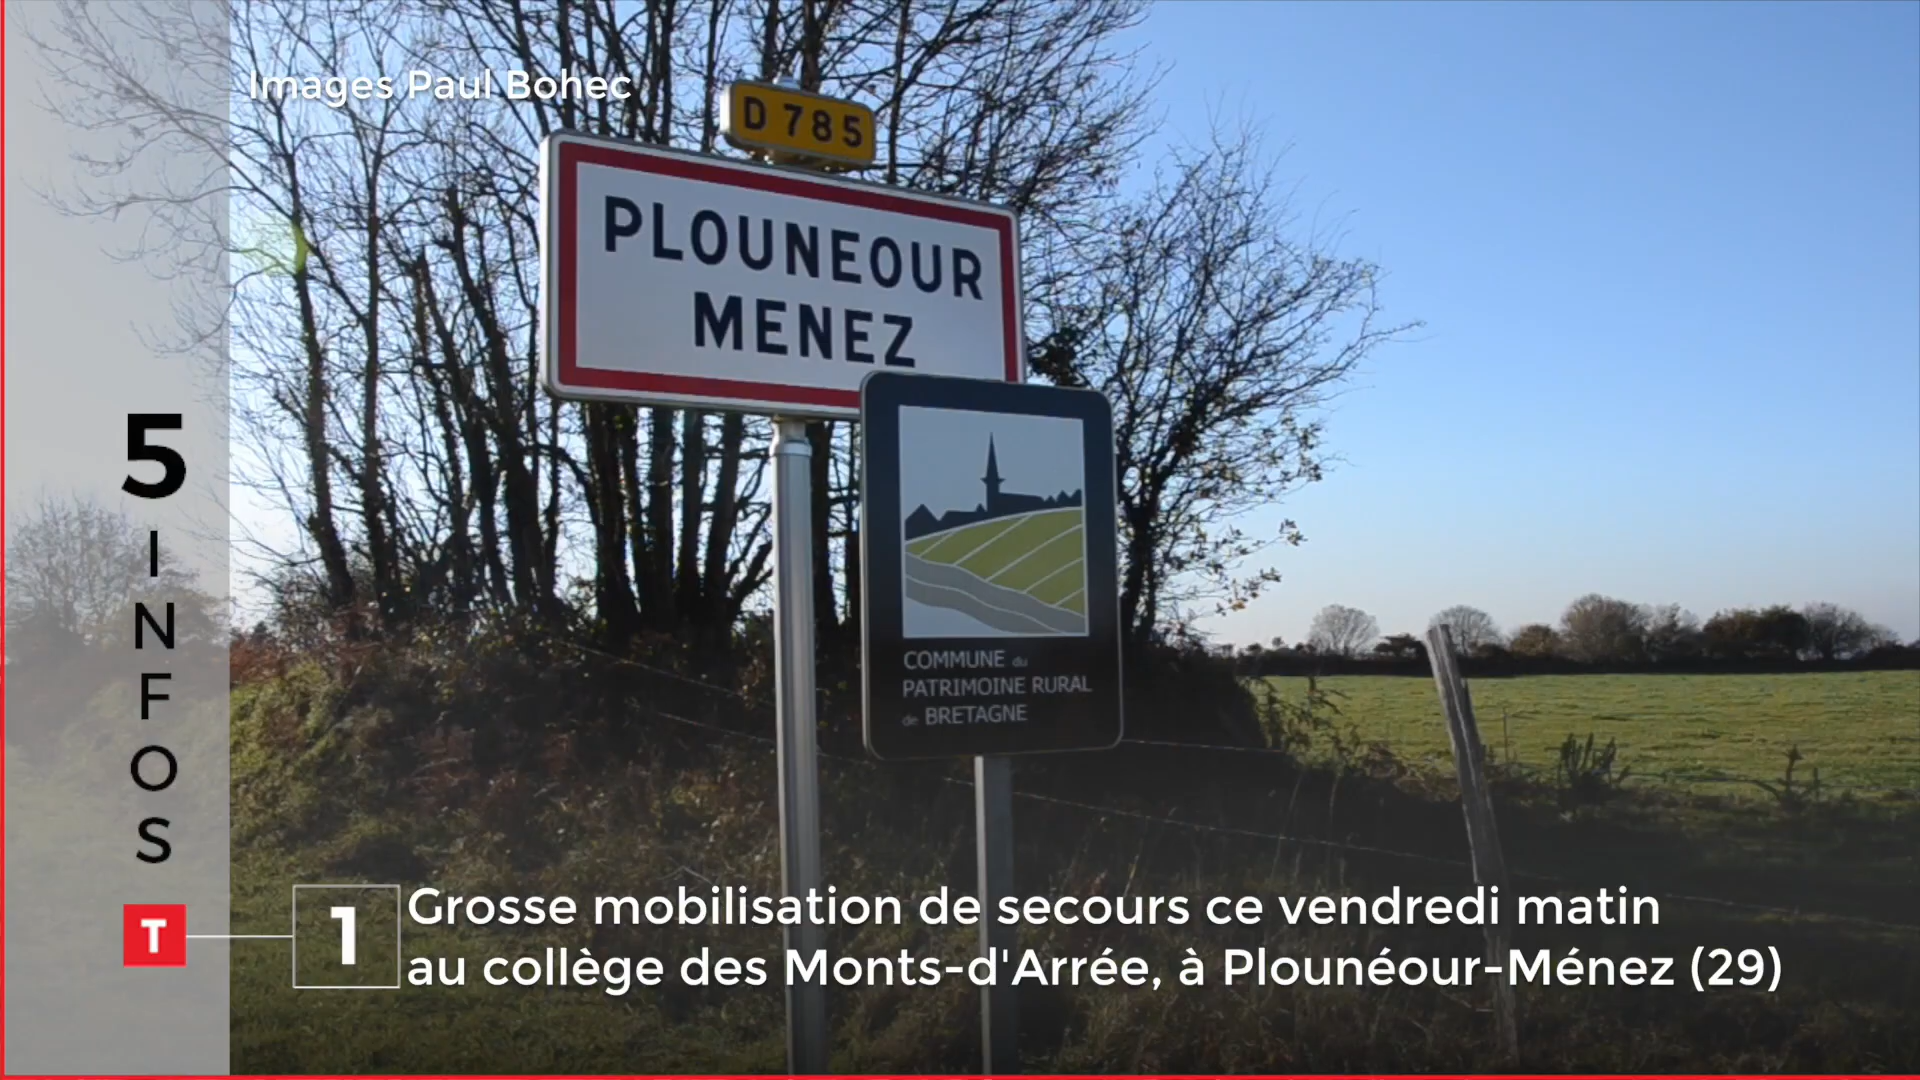 Images Paul Bohec
D 785
PLOUNEOUR
MENEZ
COMMUNE du
PATRIMOINE RURAL
de BRETAGNE
5
INFOS
T
1
Grosse mobilisation de secours ce vendredi matin
au collège des Monts-d'Arrée, à Plounéour-Ménez (29)